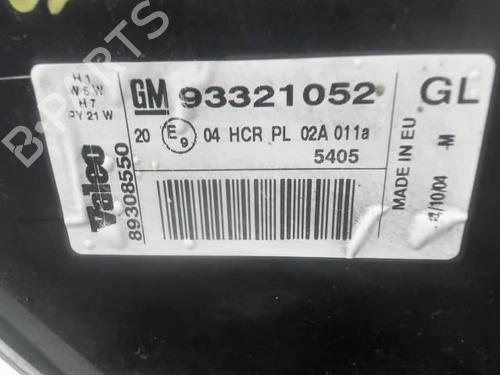 H 1
W 5 W
H 7
PY 21 W
GM 93321052
GL
20 E9 04 HCR PL 02A 011a
5405
Valeo
89308550
MADE IN EU
/10/04 -M
B-PARTS